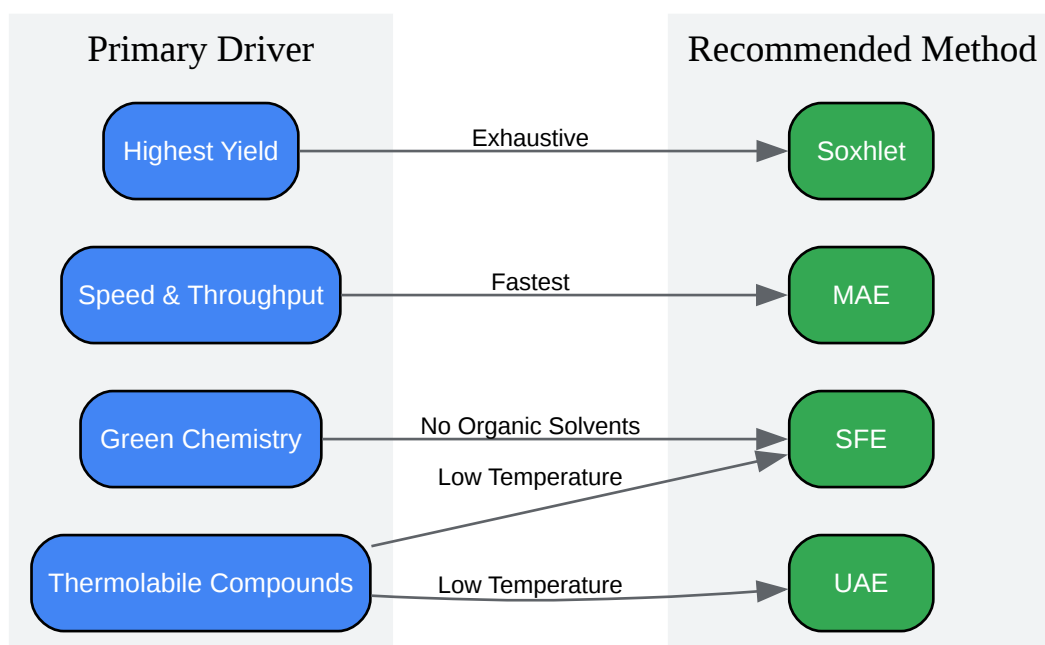 Primary Driver
Recommended Method
Highest Yield
Exhaustive
Soxhlet
Speed & Throughput
Fastest
MAE
Green Chemistry
No Organic Solvents
SFE
Low Temperature
Thermolabile Compounds
Low Temperature
UAE